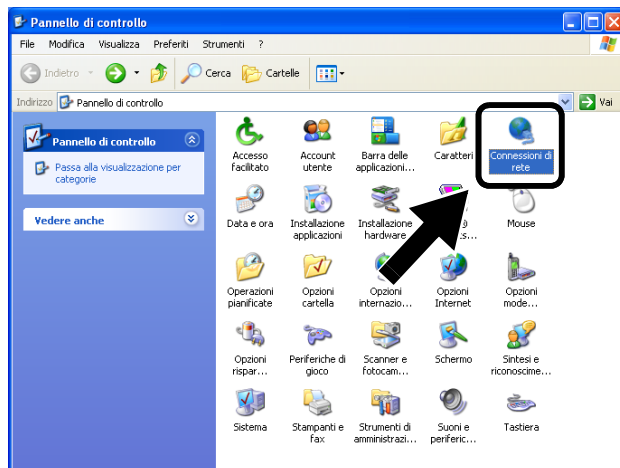 Pannello di controllo
File Modifica Visualizza Preferiti Strumenti ?
Indietro Cerca Cartelle
Indirizzo Pannello di controllo Vai
Pannello di controllo
Passa alla visualizzazione per
categorie
Vedere anche
Accesso
facilitato
Account
utente
Barra delle
applicazioni...
Caratteri
Connessioni di
rete
Data e ora
Installazione
applicazioni
Installazione
hardware
Mouse
Operazioni
pianificate
Opzioni
cartella
Opzioni
internazio...
Opzioni
Internet
Opzioni
mode...
Opzioni
rispar...
Periferiche di
gioco
Scanner e
fotocam...
Schermo
Sintesi e
riconoscime...
Sistema
Stampanti e
fax
Strumenti di
amministrazi...
Suoni e
periferic...
Tastiera